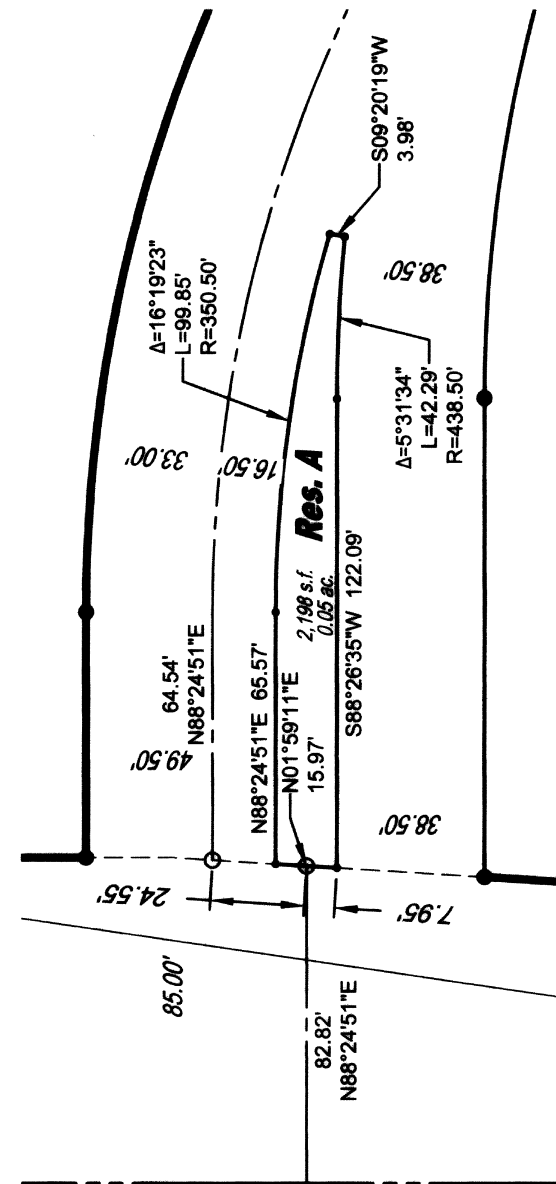 S09°20'19"W
3.98'
Δ=16°19'23"
L=99.85'
R=350.50'
38.50'
33.00'
16.50'
Δ=5°31'34"
L=42.29'
R=438.50'
Res. A
2,198 s.f.
0.05 ac.
64.54'
N88°24'51"E
49.50'
N88°24'51"E 65.57'
N01°59'11"E
15.97'
S88°26'35"W 122.09'
38.50'
24.55'
7.95'
85.00'
82.82'
N88°24'51"E